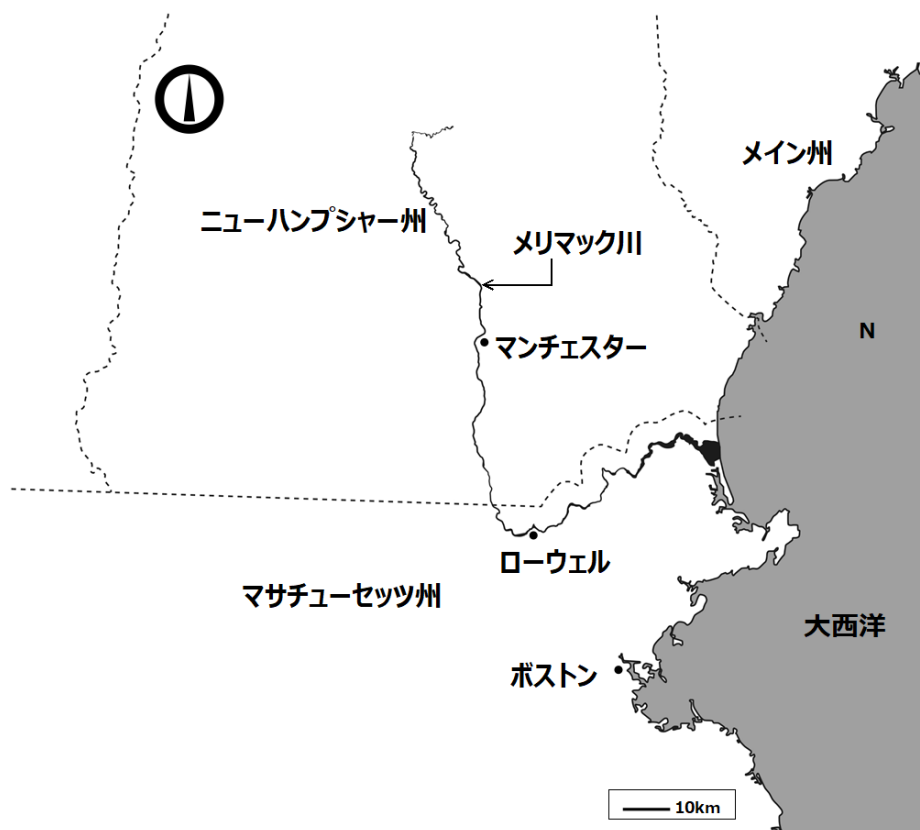 メイン州
ニューハンプシャー州
メリマック川
N
マンチェスター
ローウェル
マサチューセッツ州
大西洋
ボストン
10km